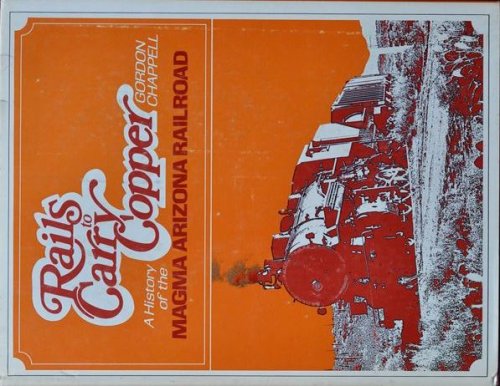 Rails
to
Carry
Copper
GORDON
CHAPPELL
A History
of the
MAGMA ARIZONA RAILROAD